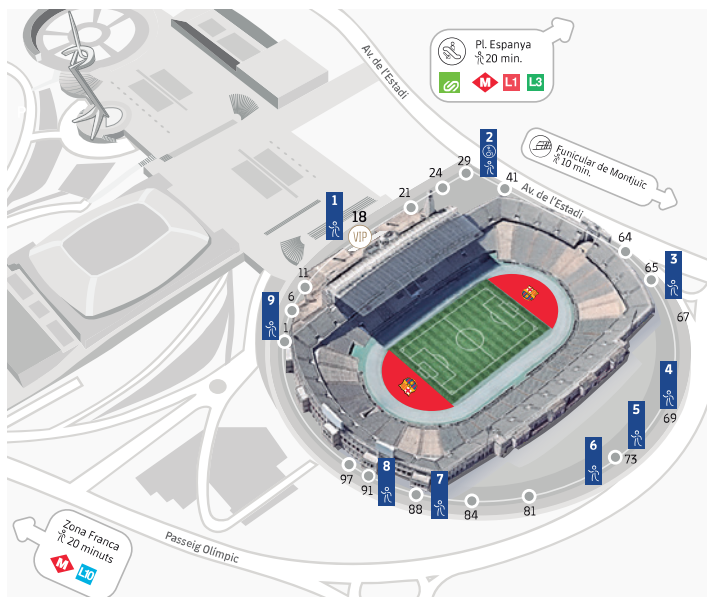 Pl. Espanya
20 min.
M L1 L3
Av. de l'Estadi
Funicular de Montjuïc
10 min.
Av. de l'Estadi
2
29
24
41
21
1
18
VIP
64
3
65
67
11
6
9
1
4
69
5
6
73
8
7
97
91
88
84
81
Zona Franca
20 minuts
M L10
Passeig Olímpic